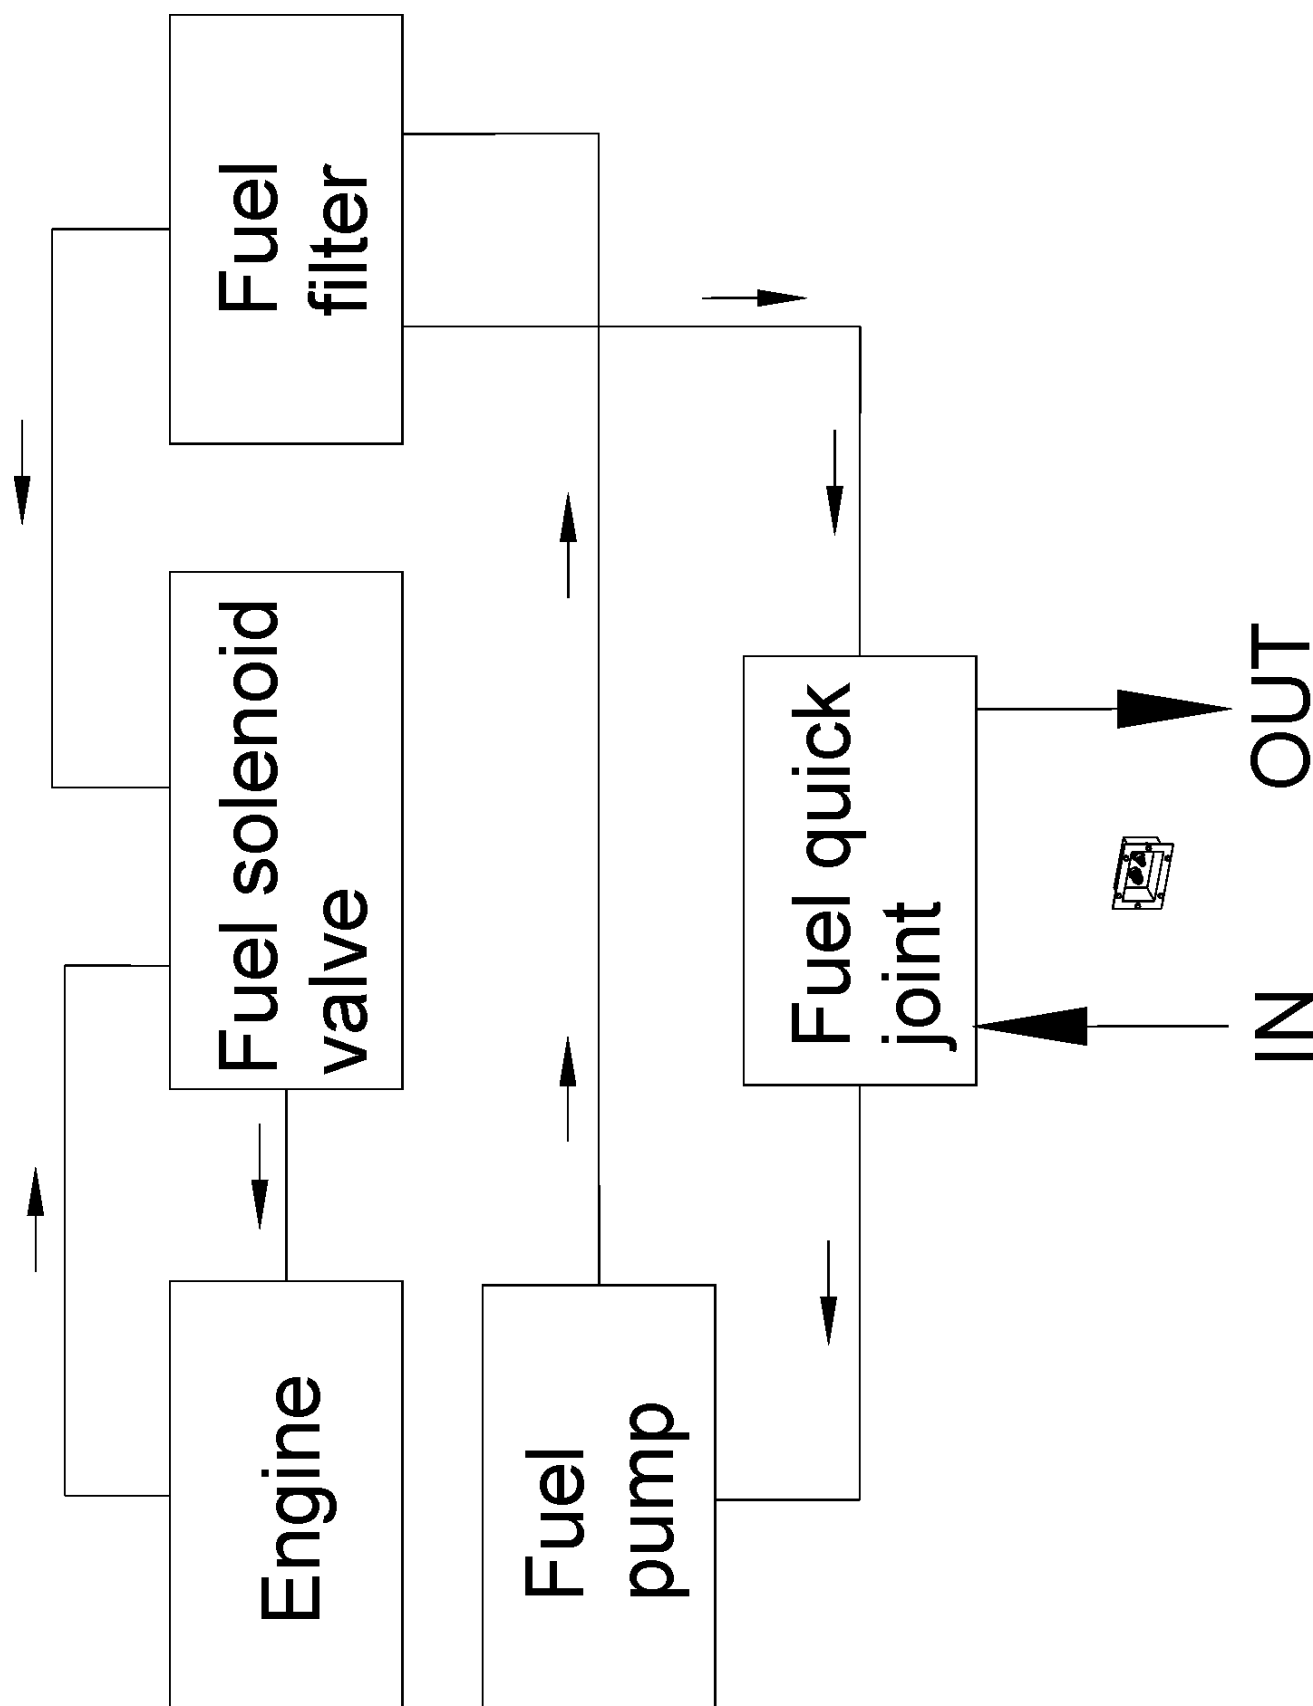 Engine
Fuel solenoid
valve
Fuel
filter
Fuel
pump
Fuel quick
joint
IN
OUT